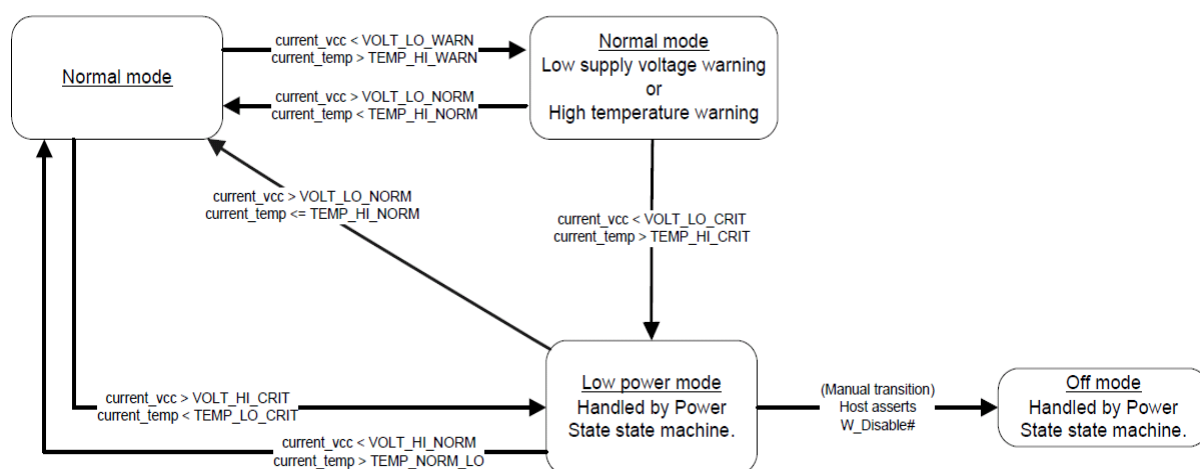 Normal mode
current_vcc < VOLT_LO_WARN
current_temp > TEMP_HI_WARN
current_vcc > VOLT_LO_NORM
current_temp < TEMP_HI_NORM
Normal mode
Low supply voltage warning
or
High temperature warning
current_vcc > VOLT_LO_NORM
current_temp <= TEMP_HI_NORM
current_vcc < VOLT_LO_CRIT
current_temp > TEMP_HI_CRIT
current_vcc > VOLT_HI_CRIT
current_temp < TEMP_LO_CRIT
current_vcc < VOLT_HI_NORM
current_temp > TEMP_NORM_LO
Low power mode
Handled by Power
State state machine.
(Manual transition)
Host asserts
W_Disable#
Off mode
Handled by Power
State state machine.